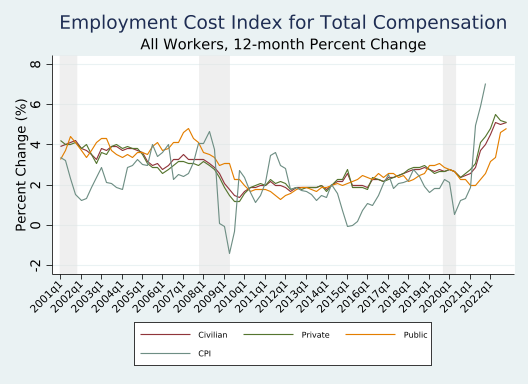 Employment Cost Index for Total Compensation
All Workers, 12-month Percent Change
Percent Change (%)
8
6
4
2
0
-2
2001q1 2002q1 2003q1 2004q1 2005q1 2006q1 2007q1 2008q1 2009q1 2010q1 2011q1 2012q1 2013q1 2014q1 2015q1 2016q1 2017q1 2018q1 2019q1 2020q1 2021q1 2022q1
Civilian Private Public
CPI